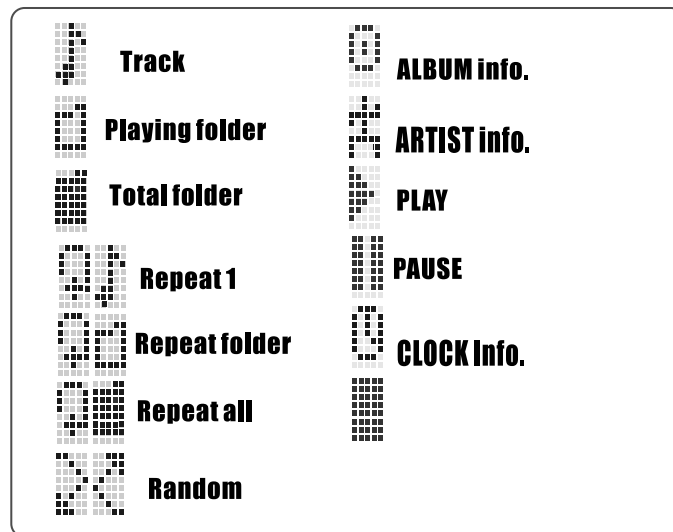 Track
Playing folder
Total folder
Repeat 1
Repeat folder
Repeat all
Random
ALBUM info.
ARTIST info.
PLAY
PAUSE
CLOCK Info.